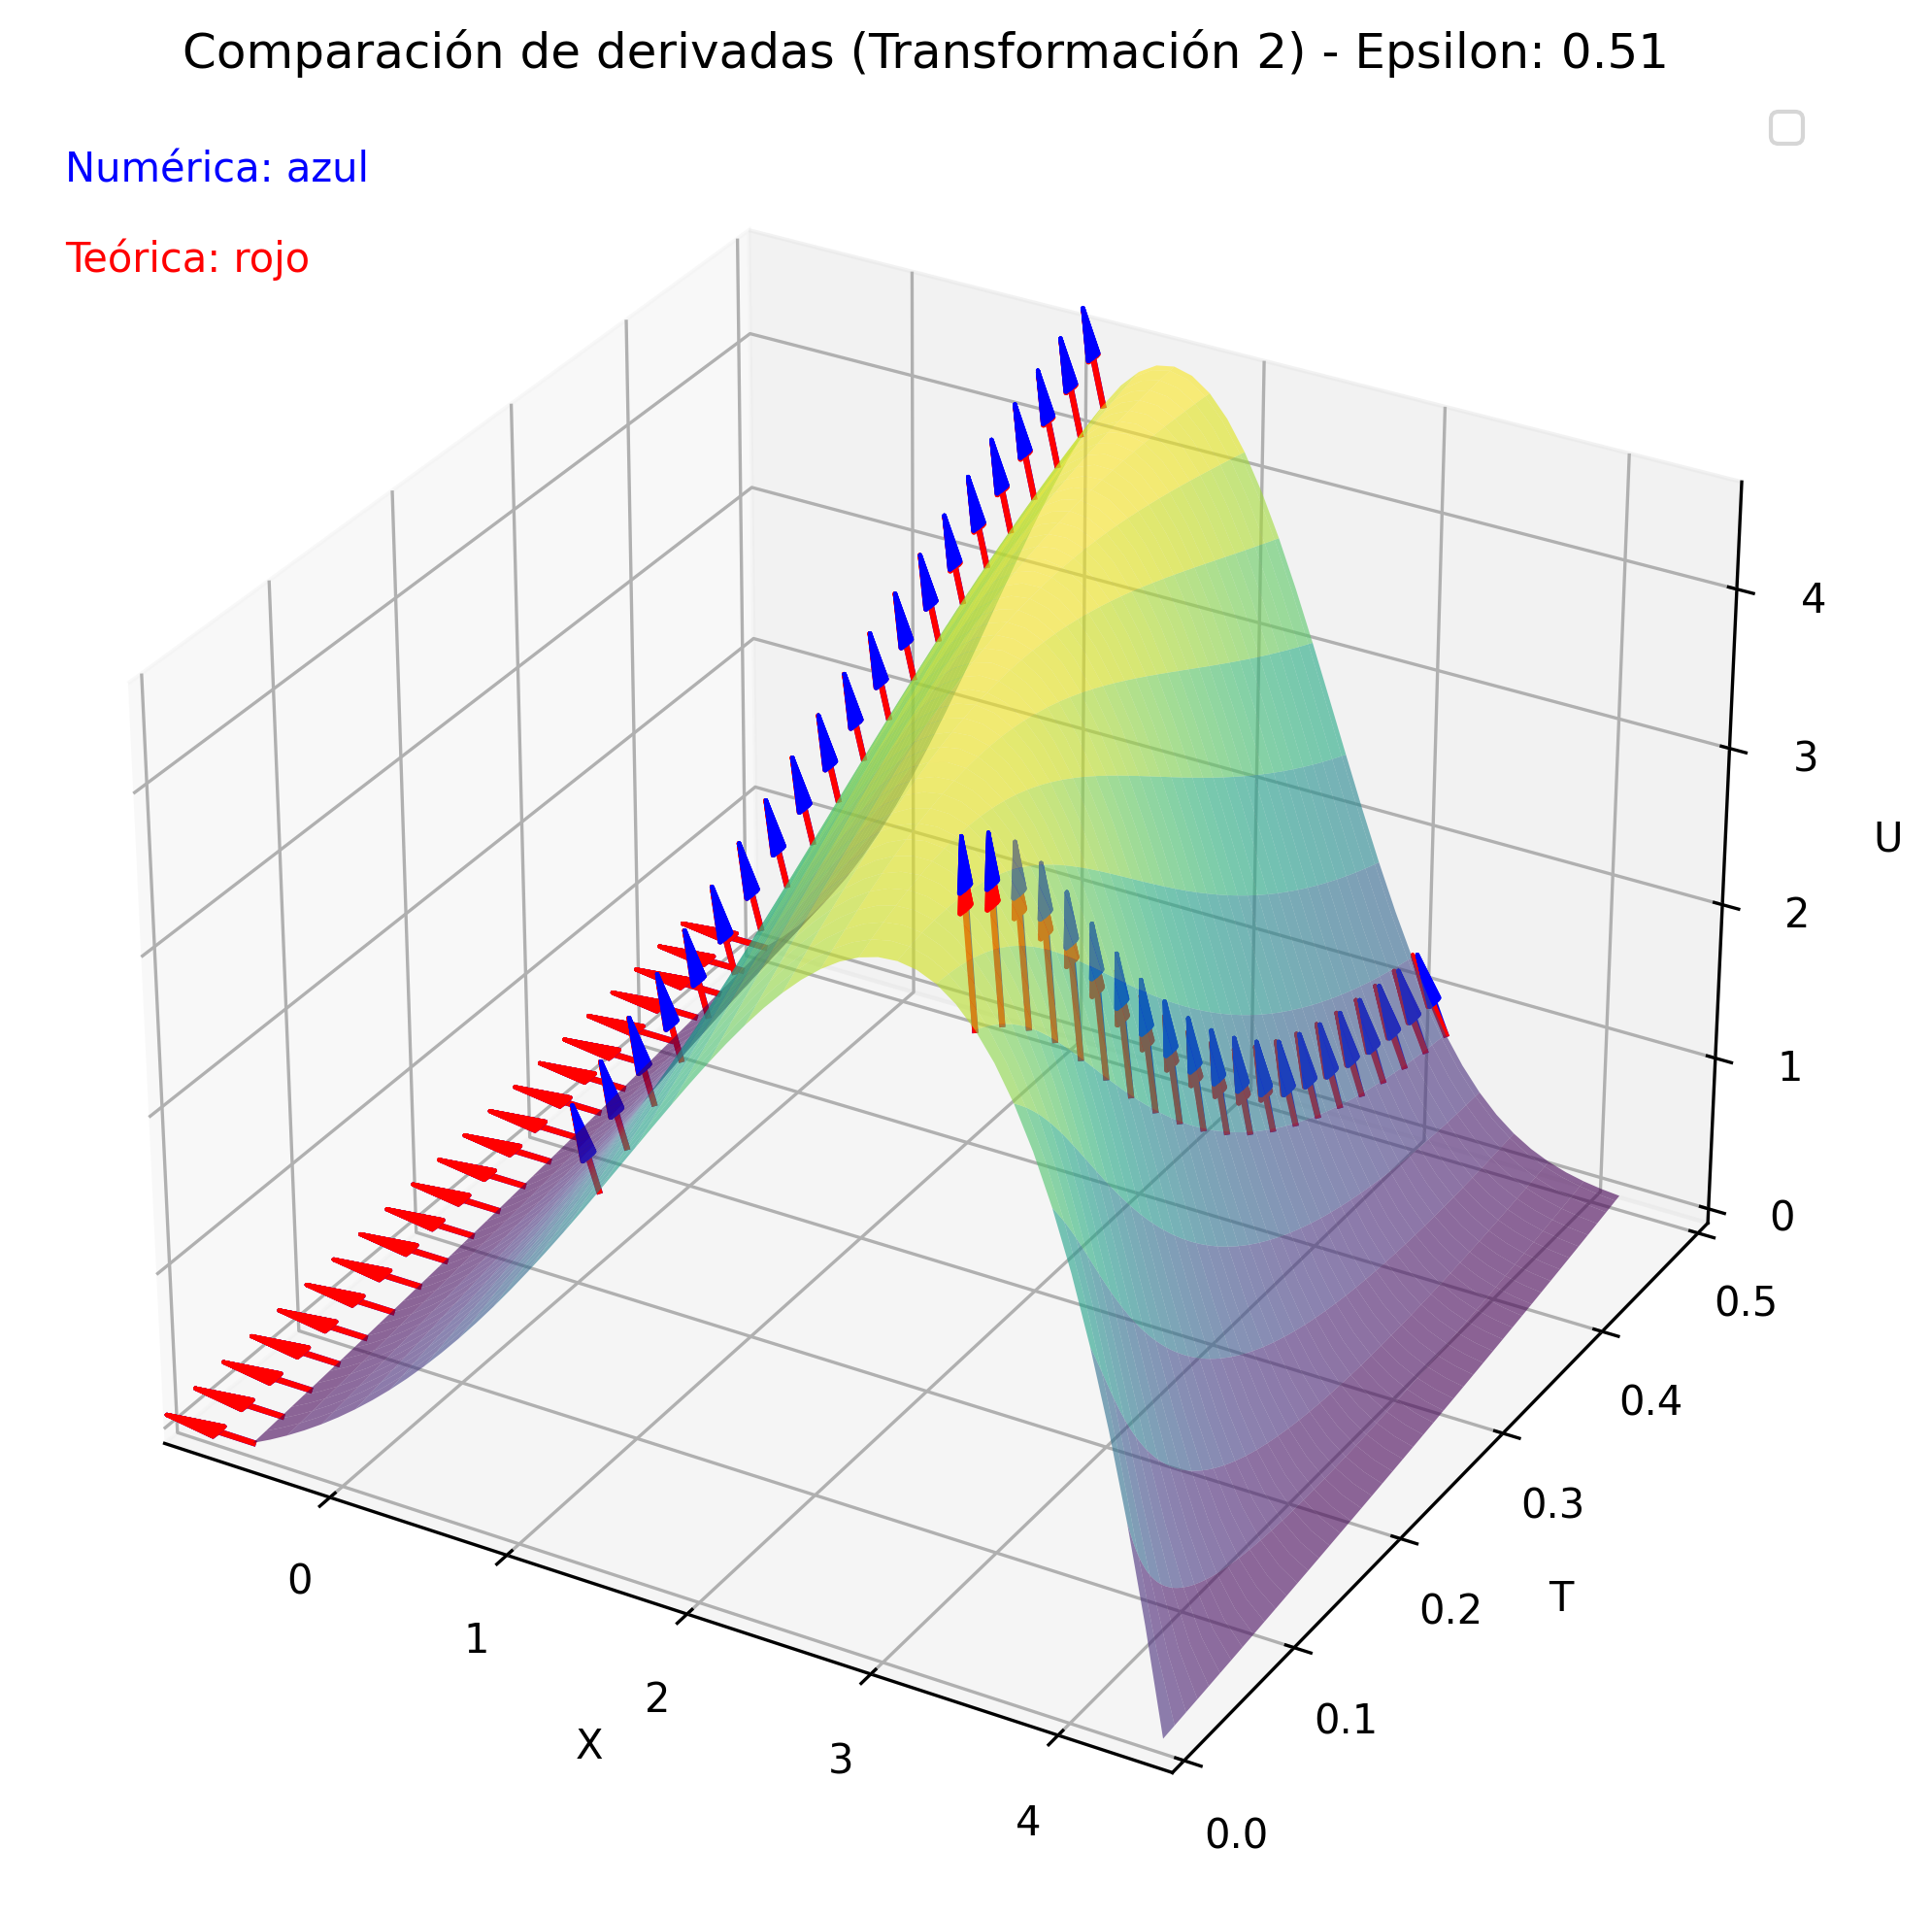 Comparación de derivadas (Transformación 2) - Epsilon: 0.51
Numérica: azul
Teórica: rojo
4
3
U
2
1
0
0.5
0.4
0.3
T
0.2
0.1
0.0
0
1
2
X
3
4